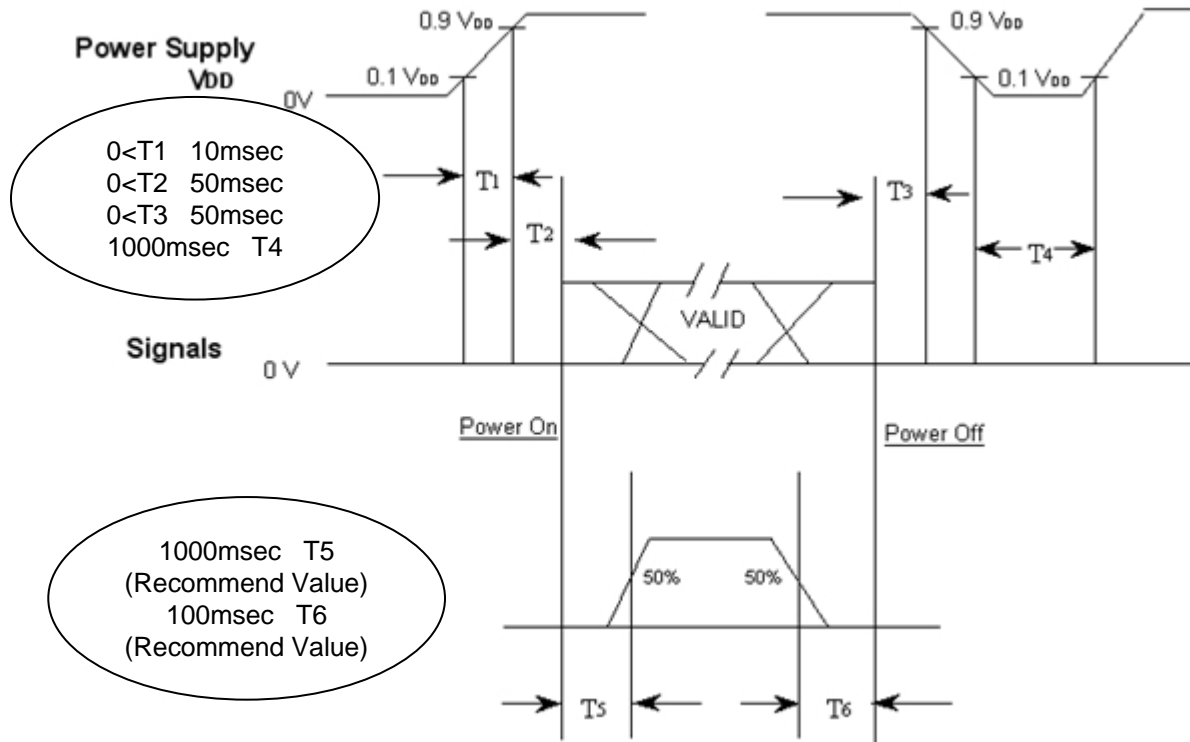 0.9 VDD
0.9 VDD
Power Supply
VDD
0.1 VDD
0.1 VDD
0V
0<T1 10msec
0<T2 50msec
0<T3 50msec
1000msec T4
T1
T3
T2
T4
VALID
Signals
0 V
Power On
Power Off
1000msec T5
(Recommend Value)
100msec T6
(Recommend Value)
50%
50%
T5
T6